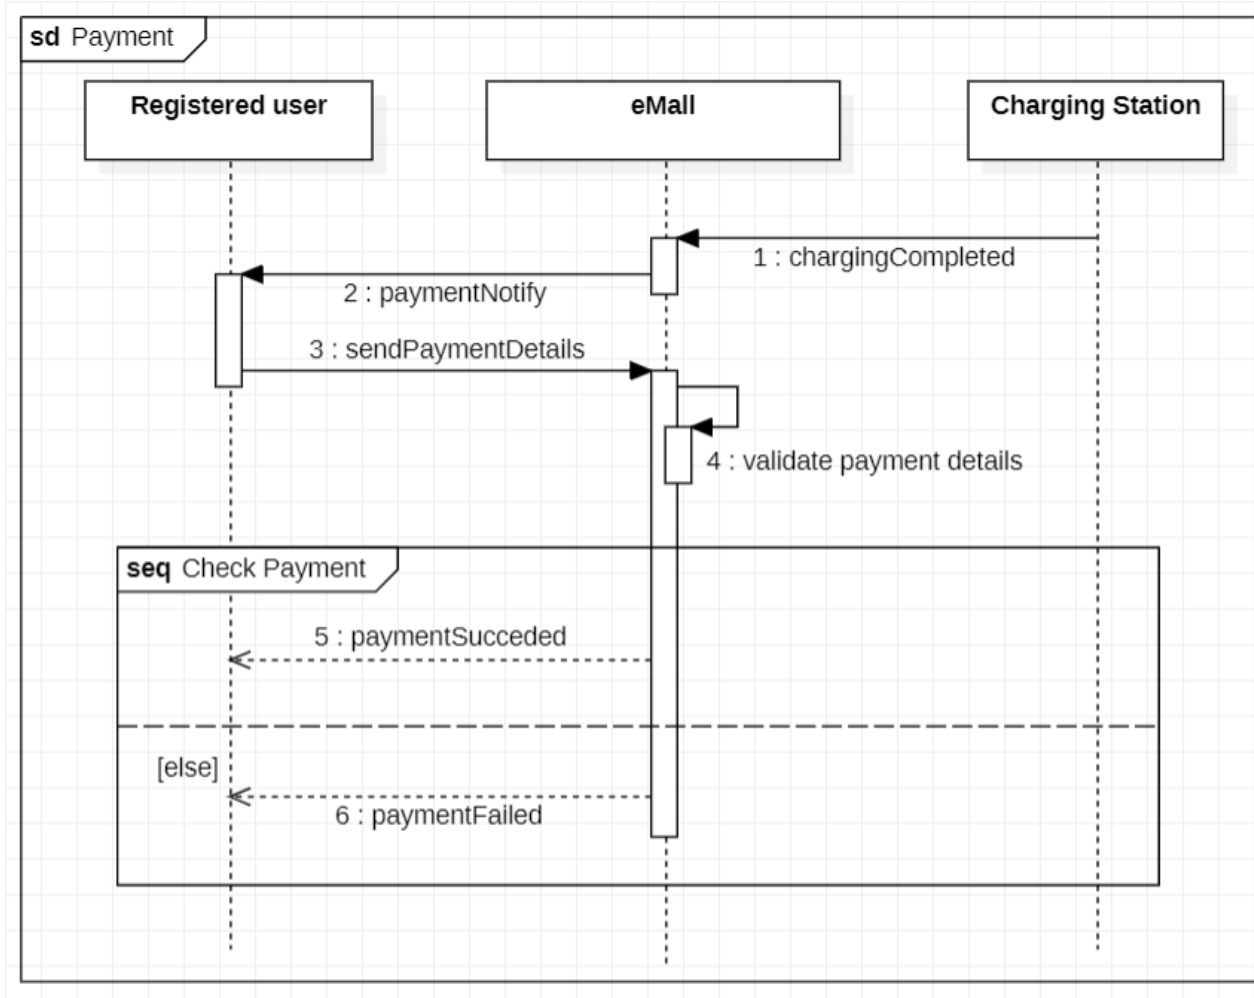 sd Payment
Registered user
eMall
Charging Station
1 : chargingCompleted
2 : paymentNotify
3 : sendPaymentDetails
4 : validate payment details
seq Check Payment
5 : paymentSucceded
[else]
6 : paymentFailed